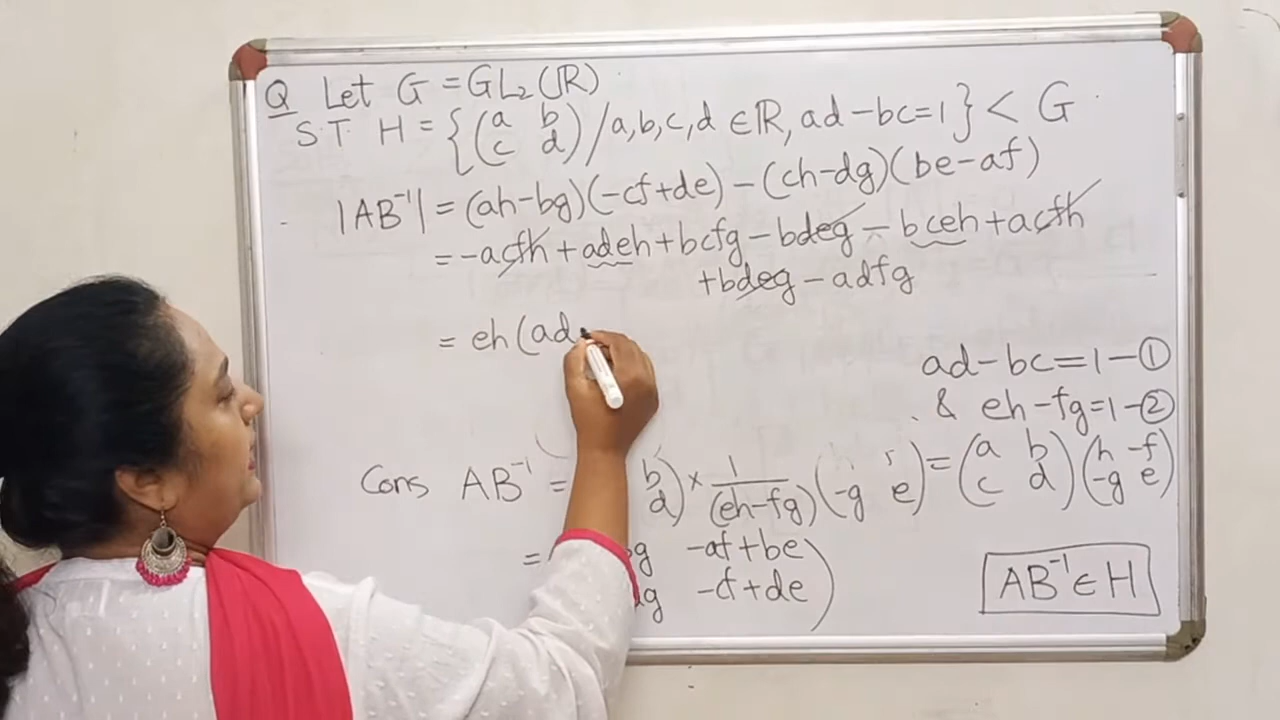 Q Let G = GL₂(ℝ)
S.T H = {(a b c d) / a,b,c,d ∈ ℝ, ad-bc=1} < G
|AB⁻¹| = (ah-bg)(-cf+de) - (ch-dg)(be-af)
= -acfh + adeh + bcfg - bdeg - bceh + acfh
+bdeg - adfg
= eh(ad
ad-bc=1-①
& eh-fg=1-②
Cons AB⁻¹ = b d) × 1/(eh-fg) ( -g e) = (a b c d)(h -f -g e)
= g -af+be
g -cf+de)
AB⁻¹ ∈ H